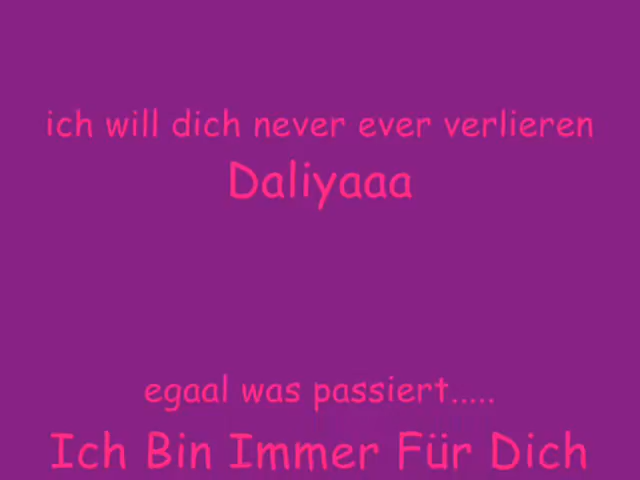 ich will dich never ever verlieren
Daliyaaa
egaal was passiert.....
Ich Bin Immer Für Dich